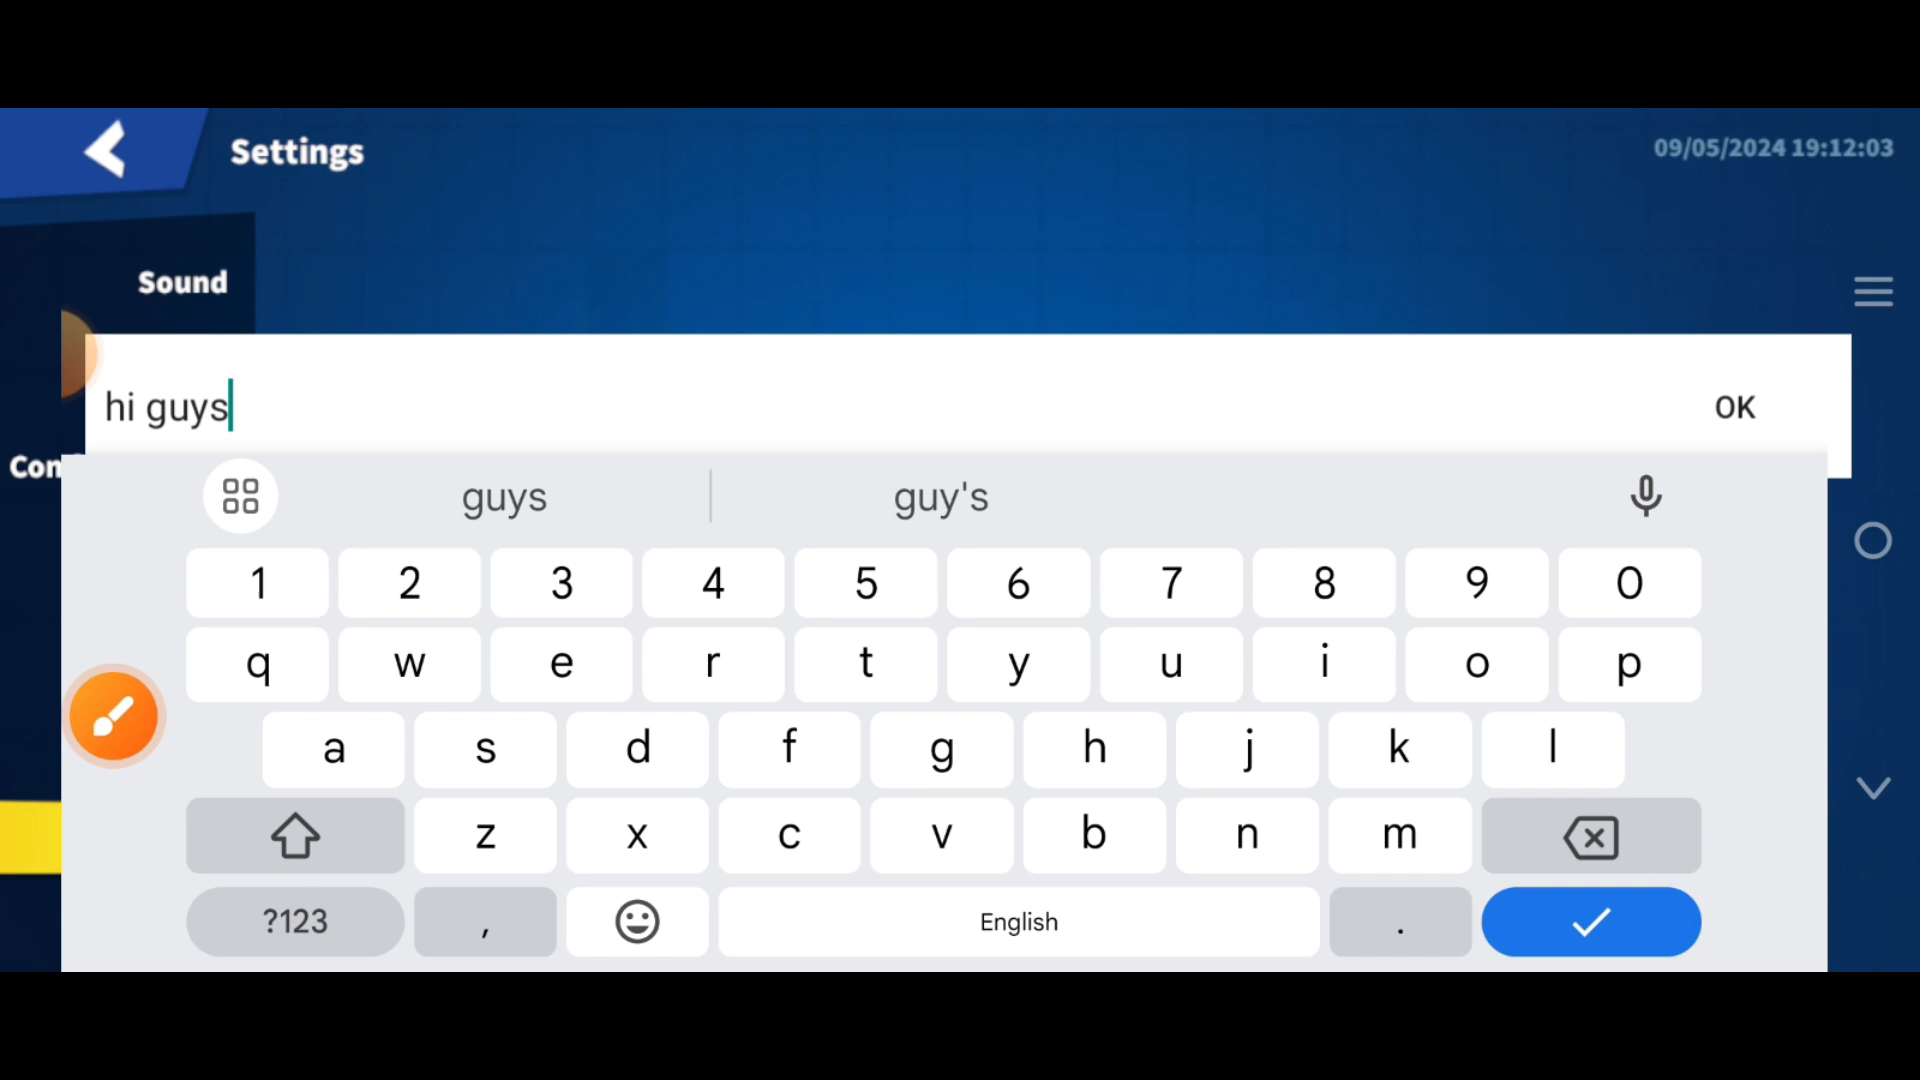 Settings
09/05/2024 19:12:03
Sound
hi guys
OK
Con
guys guy's
1 2 3 4 5 6 7 8 9 0
q w e r t y u i o p
a s d f g h j k l
z x c v b n m
?123 , English .